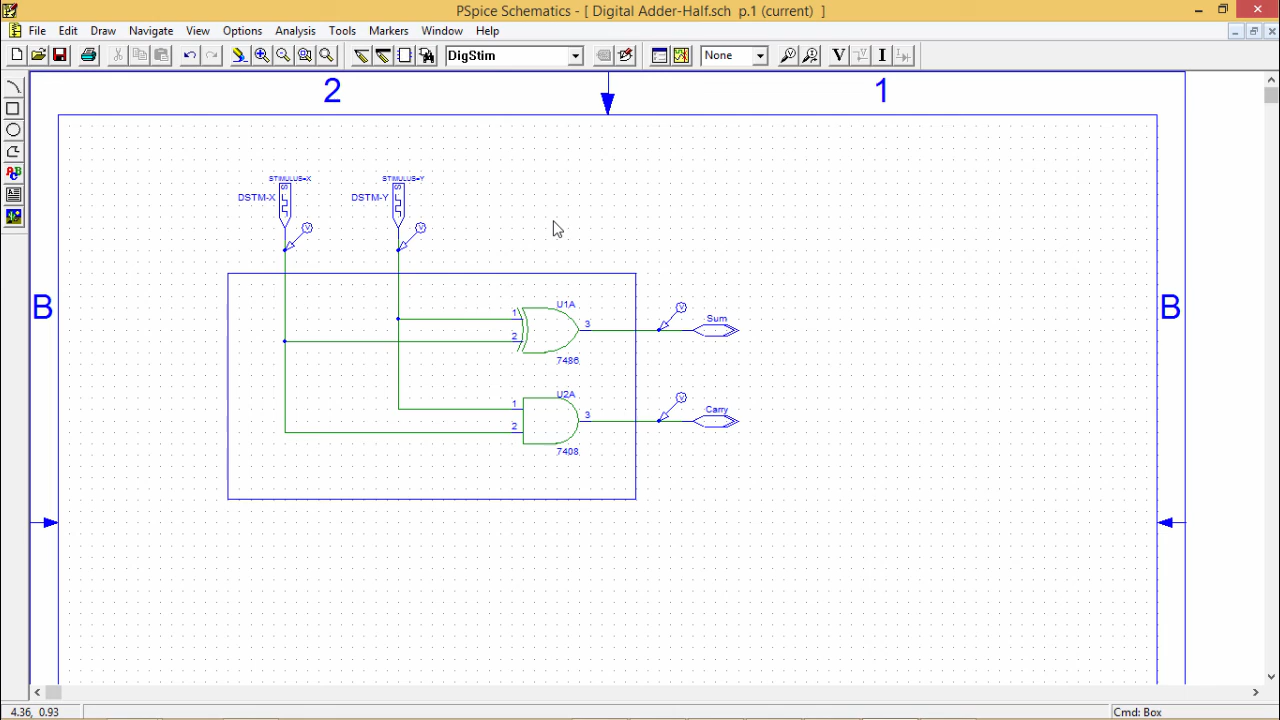 PSpice Schematics - [ Digital Adder-Half.sch p.1 (current) ]
File Edit Draw Navigate View Options Analysis Tools Markers Window Help
DigStim
None
V
I
ABC
2
1
B
B
STIMULUS=X
STIMULUS=Y
DSTM-X
DSTM-Y
S
S
V
V
U1A
1
2
3
7486
V
Sum
U2A
1
2
3
7408
V
Carry
4.36, 0.93
Cmd: Box